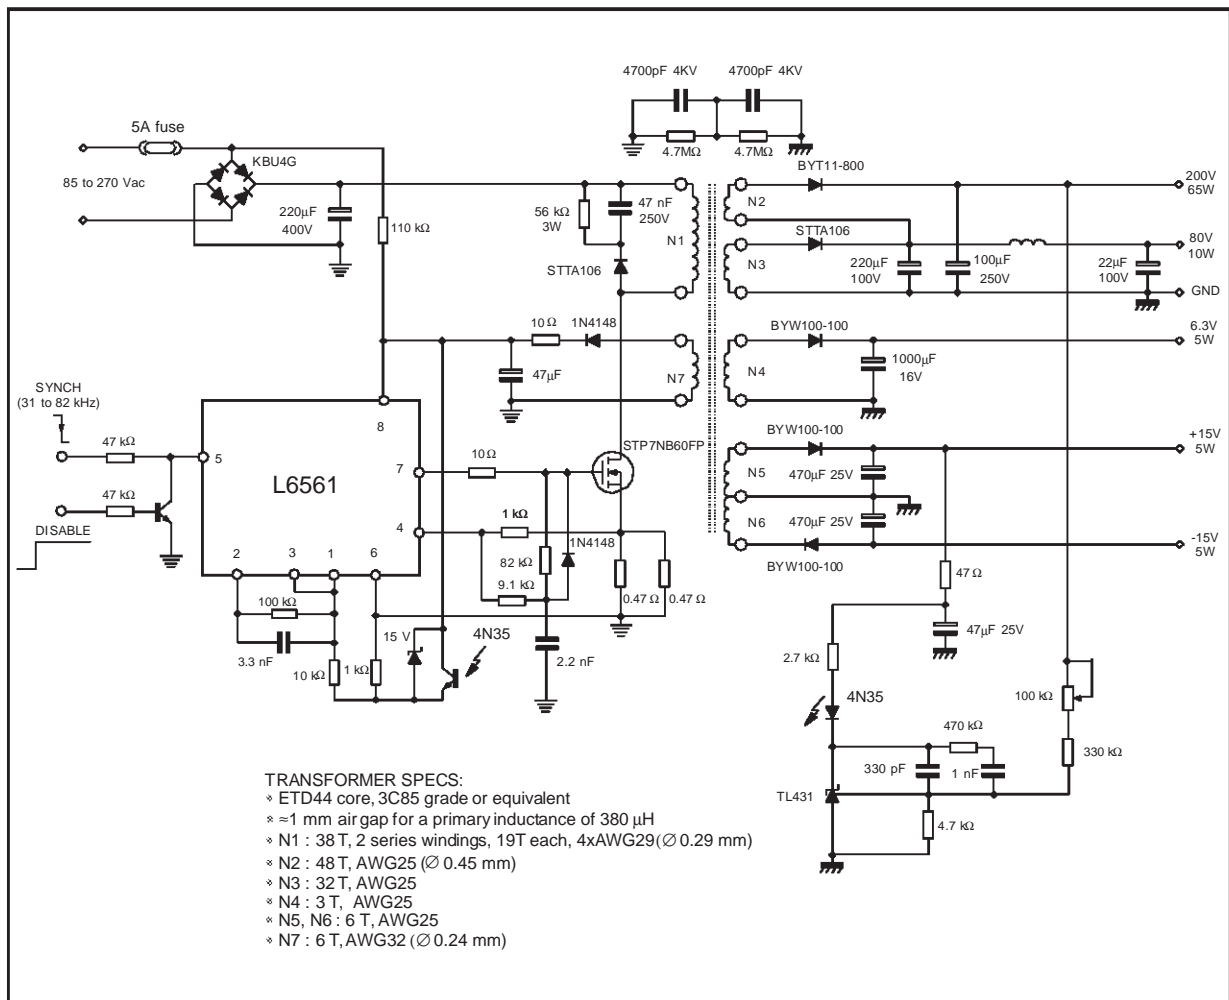 4700pF 4KV
4700pF 4KV
5A fuse
4.7MΩ
4.7MΩ
KBU4G
BYT11-800
85 to 270 Vac
200V
65W
220µF
400V
110 kΩ
56 kΩ
3W
47 nF
250V
N1
N2
STTA106
80V
10W
STTA106
N3
220µF
100V
100µF
250V
22µF
100V
GND
10Ω
1N4148
BYW100-100
6.3V
5W
47µF
N7
N4
1000µF
16V
SYNCH
(31 to 82 kHz)
8
47 kΩ
5
BYW100-100
+15V
5W
STP7NB60FP
10Ω
7
L6561
N5
470µF 25V
47 kΩ
DISABLE
4
1 kΩ
N6
470µF 25V
1N4148
-15V
5W
2
3
1
6
82 kΩ
BYW100-100
9.1 kΩ
47 Ω
100 kΩ
0.47 Ω
0.47 Ω
15 V
4N35
47µF 25V
3.3 nF
2.2 nF
2.7 kΩ
10 kΩ
1 kΩ
4N35
100 kΩ
470 kΩ
330 kΩ
330 pF
1 nF
TL431
4.7 kΩ
TRANSFORMER SPECS:
* ETD44 core, 3C85 grade or equivalent
* ≈1 mm air gap for a primary inductance of 380 µH
* N1 : 38 T, 2 series windings, 19T each, 4xAWG29 (∅ 0.29 mm)
* N2 : 48 T, AWG25 (∅ 0.45 mm)
* N3 : 32 T, AWG25
* N4 : 3 T, AWG25
* N5, N6 : 6 T, AWG25
* N7 : 6 T, AWG32 (∅ 0.24 mm)